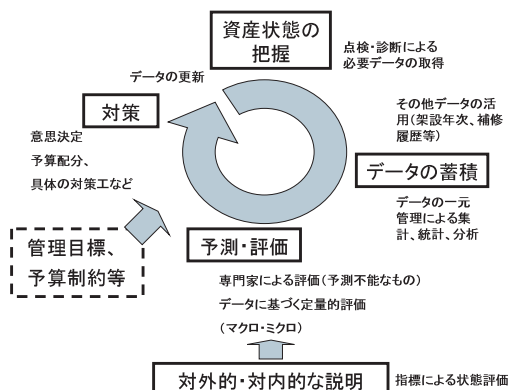 資産状態の
把握
点検・診断による
必要データの取得
データの更新
対策
その他データの活
用(架設年次、補修
履歴等)
意思決定
予算配分、
具体の対策工など
データの蓄積
データの一元
管理による集
計、統計、分析
管理目標、
予算制約等
予測・評価
専門家による評価(予測不能なもの)
データに基づく定量的評価
(マクロ・ミクロ)
対外的・対内的な説明
指標による状態評価